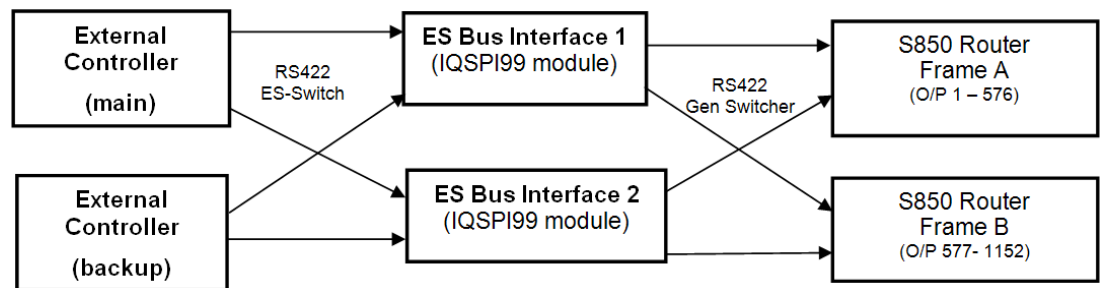 External
Controller
(main)
RS422
ES-Switch
ES Bus Interface 1
(IQSPI99 module)
RS422
Gen Switcher
S850 Router
Frame A
(O/P 1 – 576)
External
Controller
(backup)
ES Bus Interface 2
(IQSPI99 module)
S850 Router
Frame B
(O/P 577- 1152)